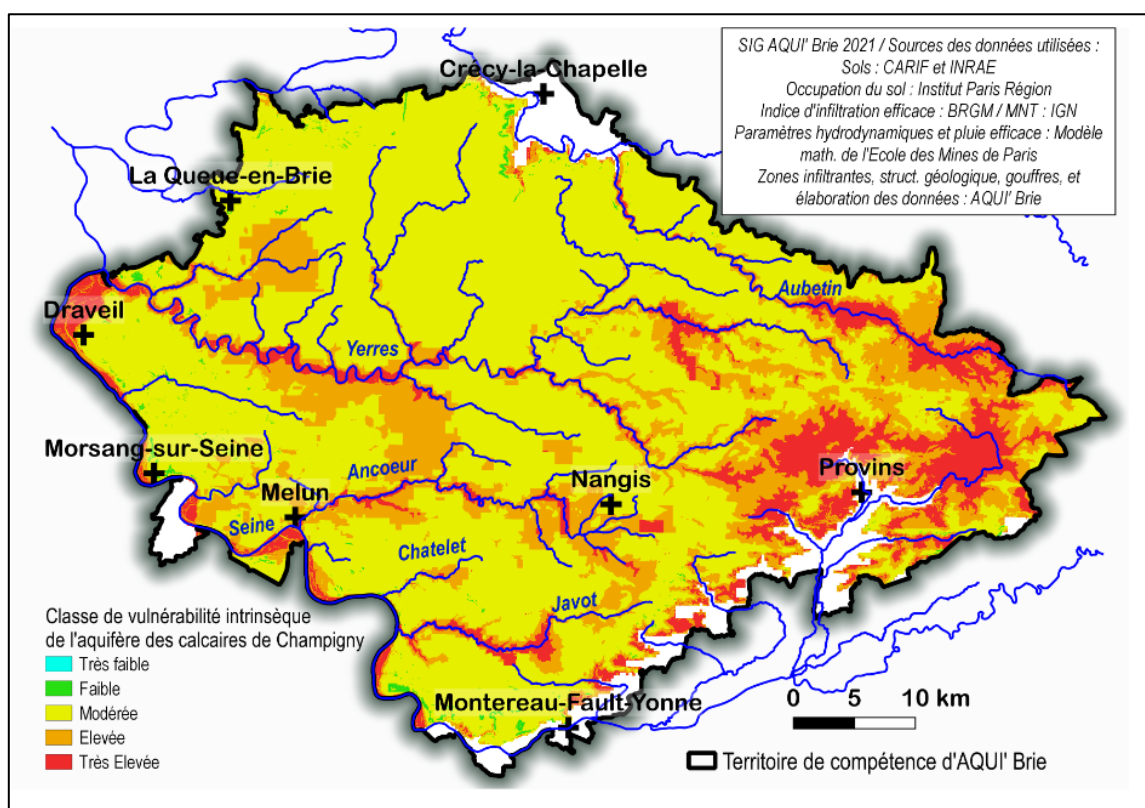 SIG AQUI' Brie 2021 / Sources des données utilisées :
Sols : CARIF et INRAE
Occupation du sol : Institut Paris Région
Indice d'infiltration efficace : BRGM / MNT : IGN
Paramètres hydrodynamiques et pluie efficace : Modèle
math. de l'Ecole des Mines de Paris
Zones infiltrantes, struct. géologique, gouffres, et
élaboration des données : AQUI' Brie
Crécy-la-Chapelle
La Queue-en-Brie
Aubetin
Draveil
Yerres
Morsang-sur-Seine
Ancoeur
Nangis
Provins
Melun
Seine
Chatelet
Javot
Montereau-Fault-Yonne
Classe de vulnérabilité intrinsèque
de l'aquifère des calcaires de Champigny
Très faible
Faible
Modérée
Elevée
Très Elevée
0 5 10 km
Territoire de compétence d'AQUI' Brie